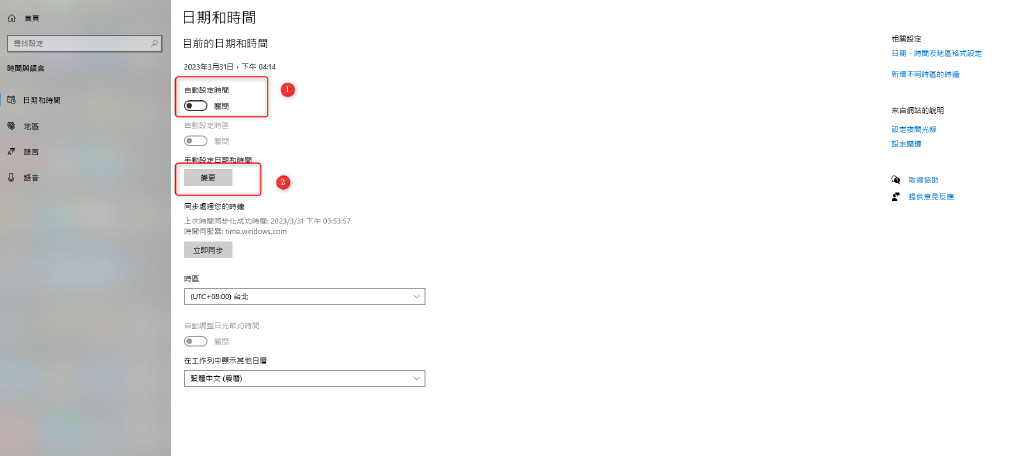 首頁
尋找設定
時間與語言
日期和時間
地區
語言
語音
日期和時間
目前的日期和時間
2023年3月31日，下午 04:14
自動設定時間
關閉
1
自動設定時區
關閉
手動設定日期和時間
變更
2
同步處理您的時鐘
上次時間同步化成功時間: 2023/3/31 下午 03:53:57
時間伺服器: time.windows.com
立即同步
時區
(UTC+08:00) 台北
自動調整日光節約時間
關閉
在工作列中顯示其他日曆
繁體中文 (農曆)
相關設定
日期、時間及地區格式設定
新增不同時區的時鐘
來自網站的說明
設定夜間光線
設定鬧鐘
取得協助
提供意見反應